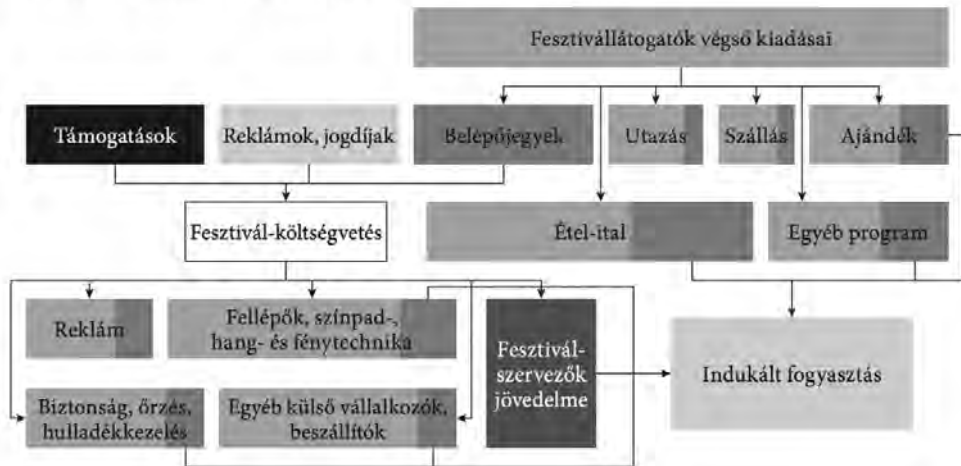 Fesztivállátogatók végső kiadásai
Támogatások
Reklámok, jogdíjak
Belépőjegyek
Utazás
Szállás
Ajándék
Fesztivál-költségvetés
Étel-ital
Egyéb program
Reklám
Fellépők, színpad-,
hang- és fénytechnika
Fesztivál-
szervezők
jövedelme
Indukált fogyasztás
Biztonság, őrzés,
hulladékkezelés
Egyéb külső vállalkozók,
beszállítók